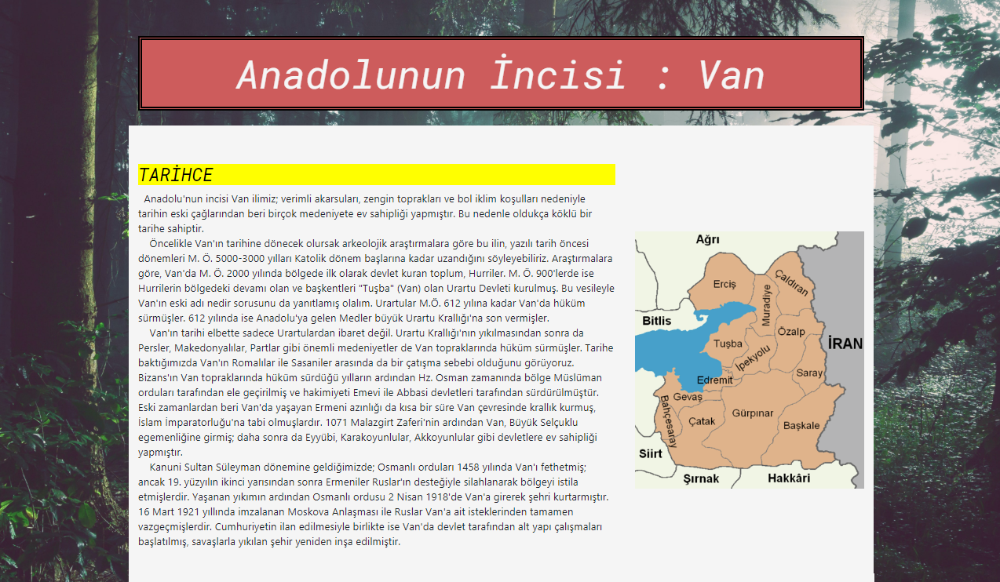 Anadolunun İncisi : Van
TARİHCE
Anadolu'nun incisi Van ilimiz; verimli akarsuları, zengin toprakları ve bol iklim koşulları nedeniyle
tarihin eski çağlarından beri birçok medeniyete ev sahipliği yapmıştır. Bu nedenle oldukça köklü bir
tarihe sahiptir.
Öncelikle Van'ın tarihine dönecek olursak arkeolojik araştırmalara göre bu ilin, yazılı tarih öncesi
dönemleri M. Ö. 5000-3000 yılları Katolik dönem başlarına kadar uzandığını söyleyebiliriz. Araştırmalara
göre, Van'da M. Ö. 2000 yılında bölgede ilk olarak devlet kuran toplum, Hurriler. M. Ö. 900'lerde ise
Hurrilerin bölgedeki devamı olan ve başkentleri "Tuşba" (Van) olan Urartu Devleti kurulmuş. Bu vesileyle
Van'ın eski adı nedir sorusunu da yanıtlamış olalım. Urartular M.Ö. 612 yılına kadar Van'da hüküm
sürmüşler. 612 yılında ise Anadolu'ya gelen Medler büyük Urartu Krallığı'na son vermişler.
Van'ın tarihi elbette sadece Urartulardan ibaret değil. Urartu Krallığı'nın yıkılmasından sonra da
Persler, Makedonyalılar, Partlar gibi önemli medeniyetler de Van topraklarında hüküm sürmüşler. Tarihe
baktığımızda Van'ın Romalılar ile Sasaniler arasında da bir çatışma sebebi olduğunu görüyoruz.
Bizans'ın Van topraklarında hüküm sürdüğü yılların ardından Hz. Osman zamanında bölge Müslüman
orduları tarafından ele geçirilmiş ve hakimiyeti Emevi ile Abbasi devletleri tarafından sürdürülmüştür.
Eski zamanlardan beri Van'da yaşayan Ermeni azınlığı da kısa bir süre Van çevresinde krallık kurmuş,
İslam İmparatorluğu'na tabi olmuşlardır. 1071 Malazgirt Zaferi'nin ardından Van, Büyük Selçuklu
egemenliğine girmiş; daha sonra da Eyyübi, Karakoyunlular, Akkoyunlular gibi devletlere ev sahipliği
yapmıştır.
Kanuni Sultan Süleyman dönemine geldiğimizde; Osmanlı orduları 1458 yılında Van'ı fethetmiş;
ancak 19. yüzyılın ikinci yarısından sonra Ermeniler Ruslar'ın desteğiyle silahlanarak bölgeyi istila
etmişlerdir. Yaşanan yıkımın ardından Osmanlı ordusu 2 Nisan 1918'de Van'a girerek şehri kurtarmıştır.
16 Mart 1921 yıllında imzalanan Moskova Anlaşması ile Ruslar Van'a ait isteklerinden tamamen
vazgeçmişlerdir. Cumhuriyetin ilan edilmesiyle birlikte ise Van'da devlet tarafından alt yapı çalışmaları
başlatılmış, savaşlarla yıkılan şehir yeniden inşa edilmiştir.
Ağrı
Erciş
Çaldıran
Muradiye
Bitlis
Özalp
Tuşba
İRAN
İpekyolu
Saray
Edremit
Gevaş
Bahçesaray
Gürpınar
Çatak
Başkale
Siirt
Şırnak
Hakkâri